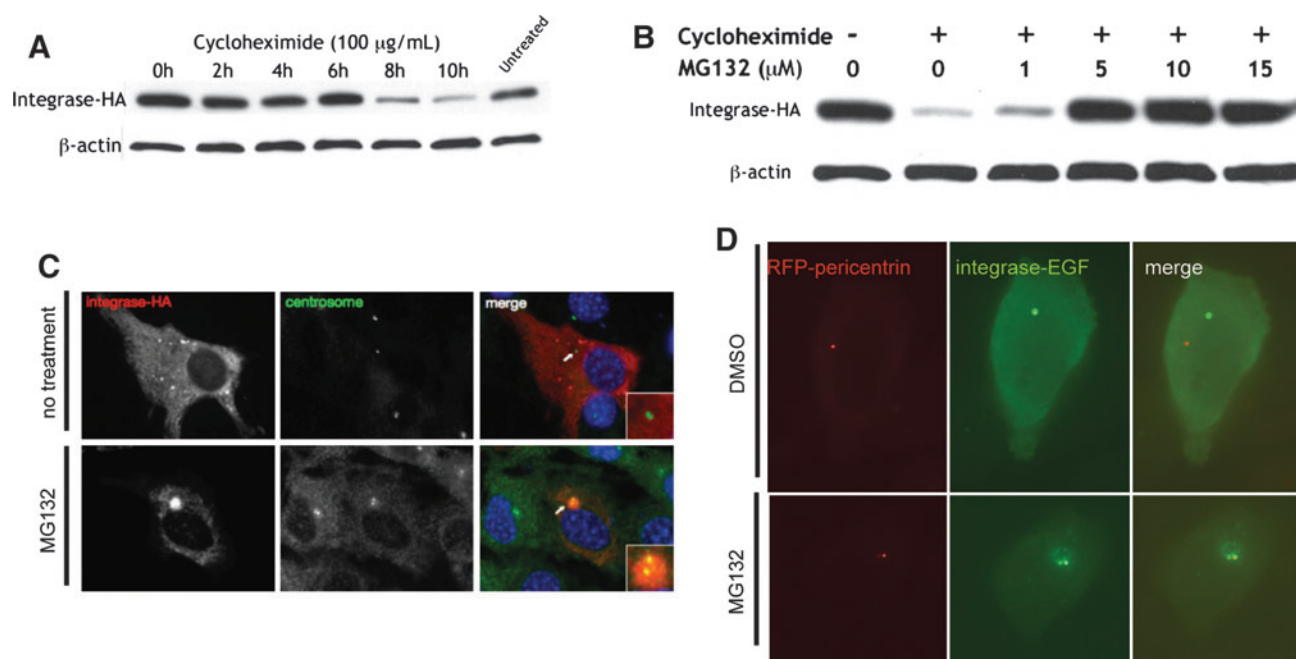 A
Cycloheximide (100 μg/mL)
0h 2h 4h 6h 8h 10h Untreated
Integrase-HA
β-actin
B
Cycloheximide - + + + + +
MG132 (μM) 0 0 1 5 10 15
Integrase-HA
β-actin
C
integrase-HA centrosome merge
no treatment
MG132
D
RFP-pericentrin integrase-EGF merge
DMSO
MG132